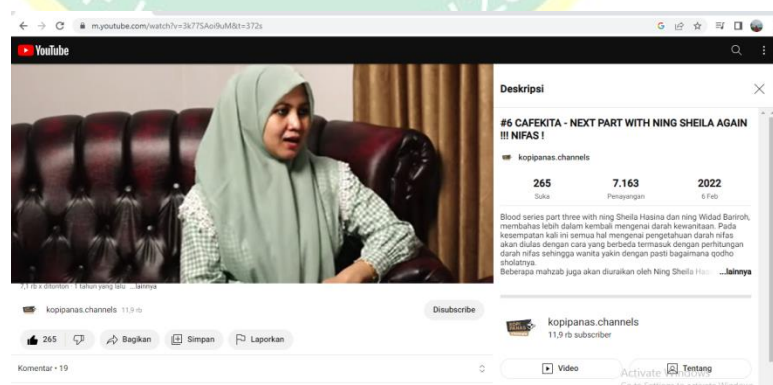 m.youtube.com/watch?v=3k77SAoi9uM&t=372s
YouTube
Deskripsi
#6 CAFEKITA - NEXT PART WITH NING SHEILA AGAIN
!!! NIFAS !
kopipanas.channels
265 7.163 2022
Suka Penayangan 6 Feb
Blood series part three with ning Sheila Hasina dan ning Widad Bariroh,
membahas lebih dalam kembali mengenai darah kewanitaan. Pada
kesempatan kali ini semua hal mengenai pengetahuan darah nifas
akan diulas dengan cara yang berbeda termasuk dengan perhitungan
darah nifas sehingga wanita yakin dengan pasti bagaimana qodho
sholatnya.
Beberapa mahzab juga akan diuraikan oleh Ning Sheila ...lainnya
7,1 rb x ditonton 1 tahun yang lalu ...lainnya
kopipanas.channels 11,9 rb
Disubscribe
265 Bagikan Simpan Laporkan
Komentar • 19
kopipanas.channels
11,9 rb subscriber
Video Tentang
Activate Windows